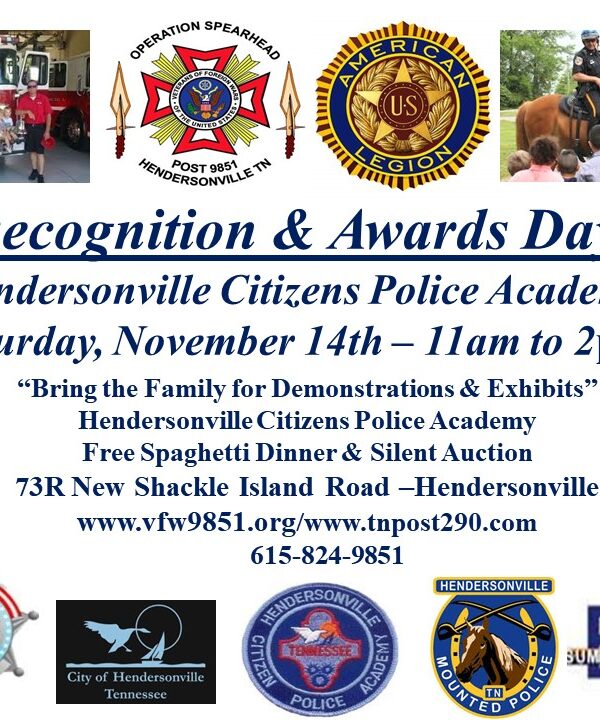 OPERATION SPEARHEAD
VETERANS OF FOREIGN WARS
OF THE UNITED STATES
POST 9851
HENDERSONVILLE TN
AMERICAN
U·S
LEGION
ecognition & Awards Day
ndersonville Citizens Police Acade
urday, November 14th – 11am to 2p
“Bring the Family for Demonstrations & Exhibits”
Hendersonville Citizens Police Academy
Free Spaghetti Dinner & Silent Auction
73R New Shackle Island Road –Hendersonville
www.vfw9851.org/www.tnpost290.com
615-824-9851
City of Hendersonville
Tennessee
HENDERSONVILLE
CITIZEN
TENNESSEE
POLICE
ACADEMY
HENDERSONVILLE
TN
MOUNTED POLICE
SUM